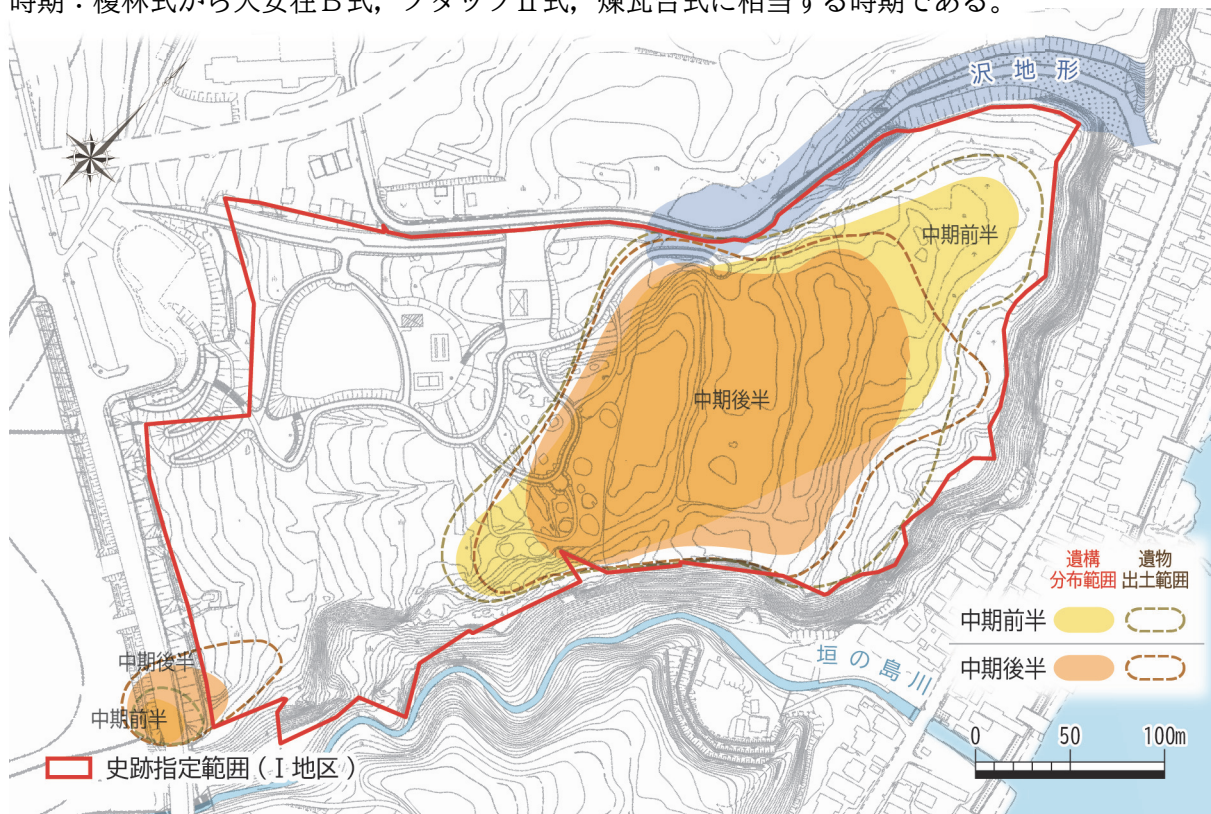 時期：榎林式から大安在Ｂ式，ノダップⅡ式，煉瓦台式に相当する時期である。
沢地形
中期前半
中期後半
遺構
分布範囲
遺物
出土範囲
中期前半
中期後半
垣の島川
中期後半
中期前半
0 50 100m
史跡指定範囲（Ⅰ地区）